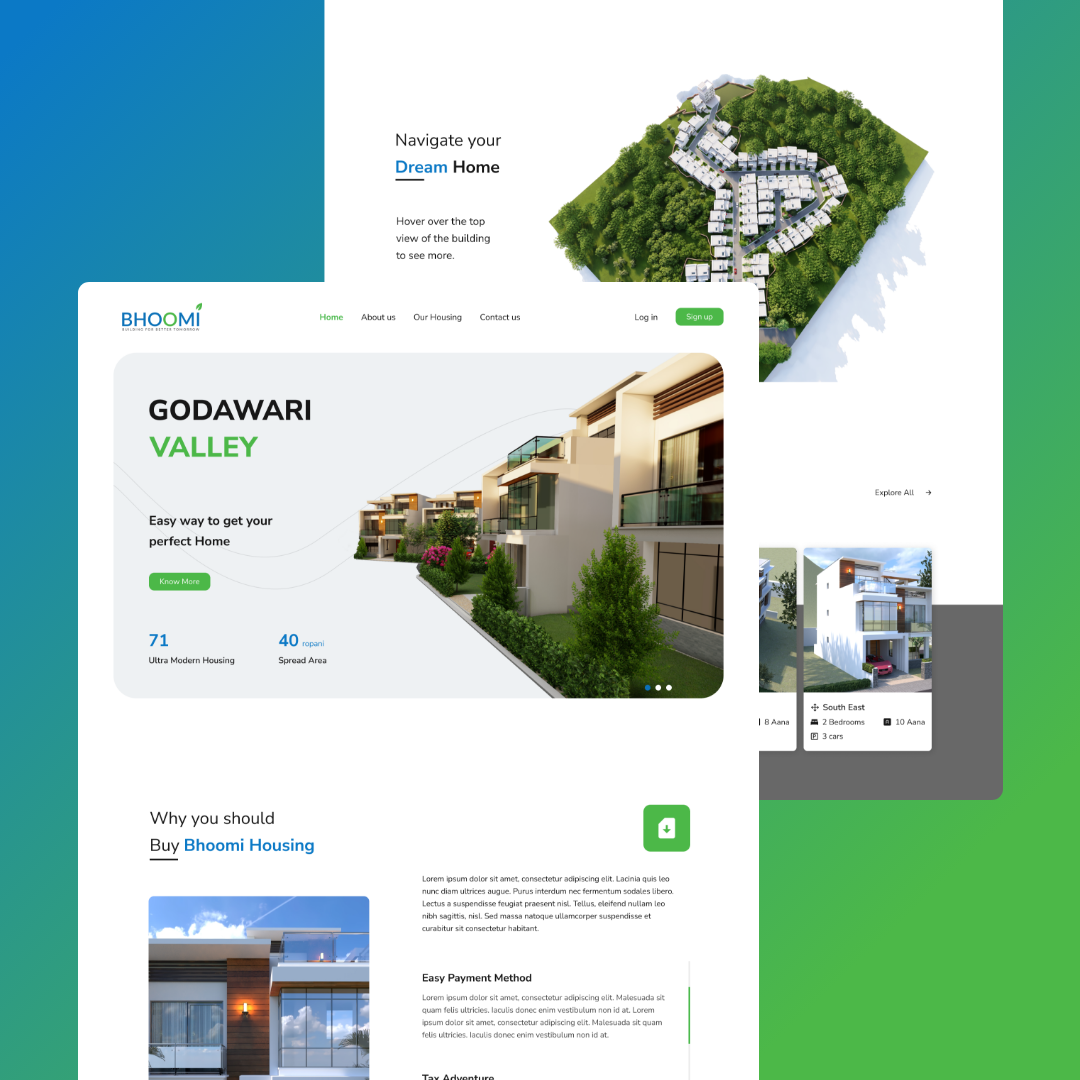 Navigate your
Dream Home
Hover over the top
view of the building
to see more.
BHOOMI
BUILDING FOR BETTER TOMORROW
Home
About us
Our Housing
Contact us
Log in
Sign up
GODAWARI
VALLEY
Easy way to get your
perfect Home
Know More
71
Ultra Modern Housing
40 ropani
Spread Area
Explore All
8 Aana
South East
2 Bedrooms
10 Aana
3 cars
Why you should
Buy Bhoomi Housing
Lorem ipsum dolor sit amet, consectetur adipiscing elit. Lacinia quis leo
nunc diam ultrices augue. Purus interdum nec fermentum sodales libero.
Lectus a suspendisse feugiat praesent nisl. Tellus, eleifend nullam leo
nibh sagittis, nisl. Sed massa natoque ullamcorper suspendisse et
curabitur sit consectetur habitant.
Easy Payment Method
Lorem ipsum dolor sit amet, consectetur adipiscing elit. Malesuada sit
quam felis ultricies. Iaculis donec enim vestibulum non id at. Lorem
ipsum dolor sit amet, consectetur adipiscing elit. Malesuada sit quam
felis ultricies. Iaculis donec enim vestibulum non id at.
Tax Adventure